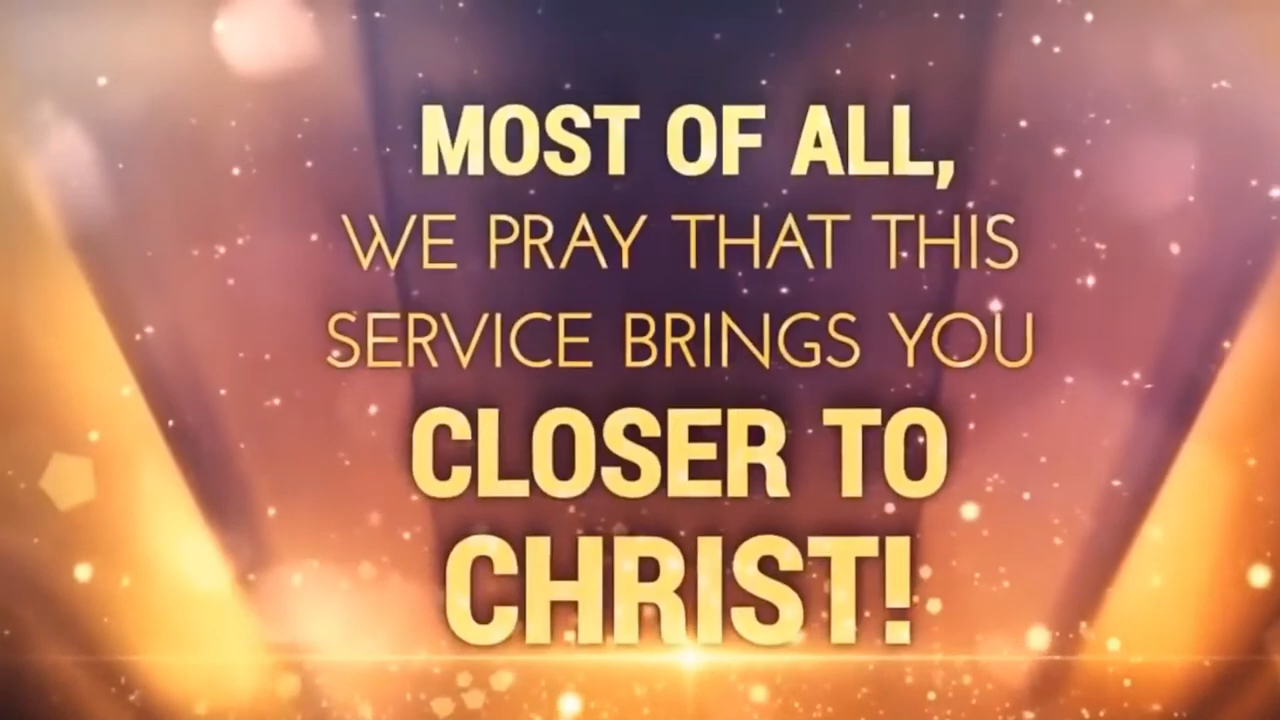 MOST OF ALL,
WE PRAY THAT THIS
SERVICE BRINGS YOU
CLOSER TO
CHRIST!